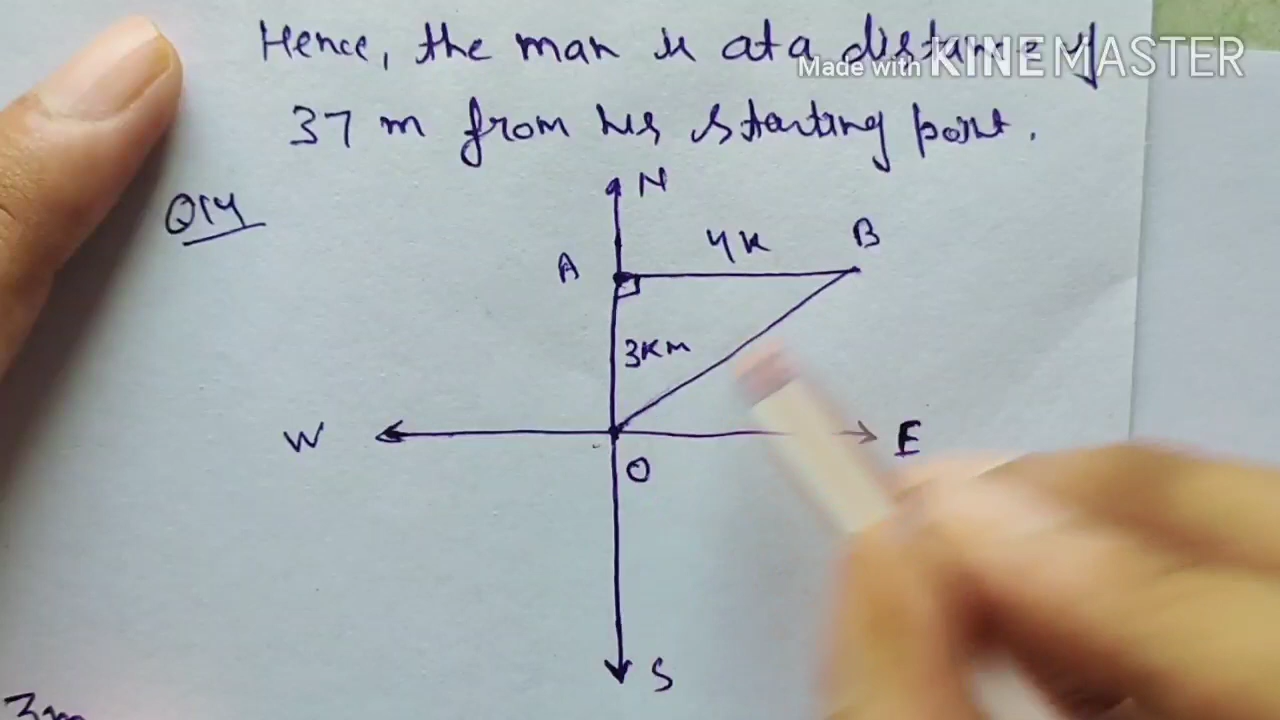 Hence, the man is at a distance of
Made with KINEMASTER
37 m from his starting point.
N
Q14
4K
B
A
3Km
W
E
O
S